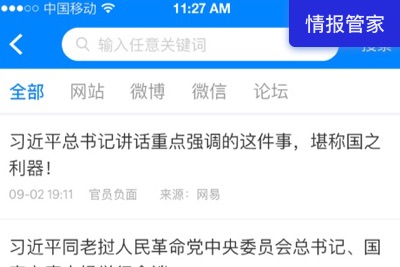 中国移动 11:27 AM
情报管家
输入任意关键词
全部 网站 微博 微信 论坛
习近平总书记讲话重点强调的这件事，堪称国之
利器！
09-02 19:11 官员负面 来源：网易
习近平同老挝人民革命党中央委员会总书记、国